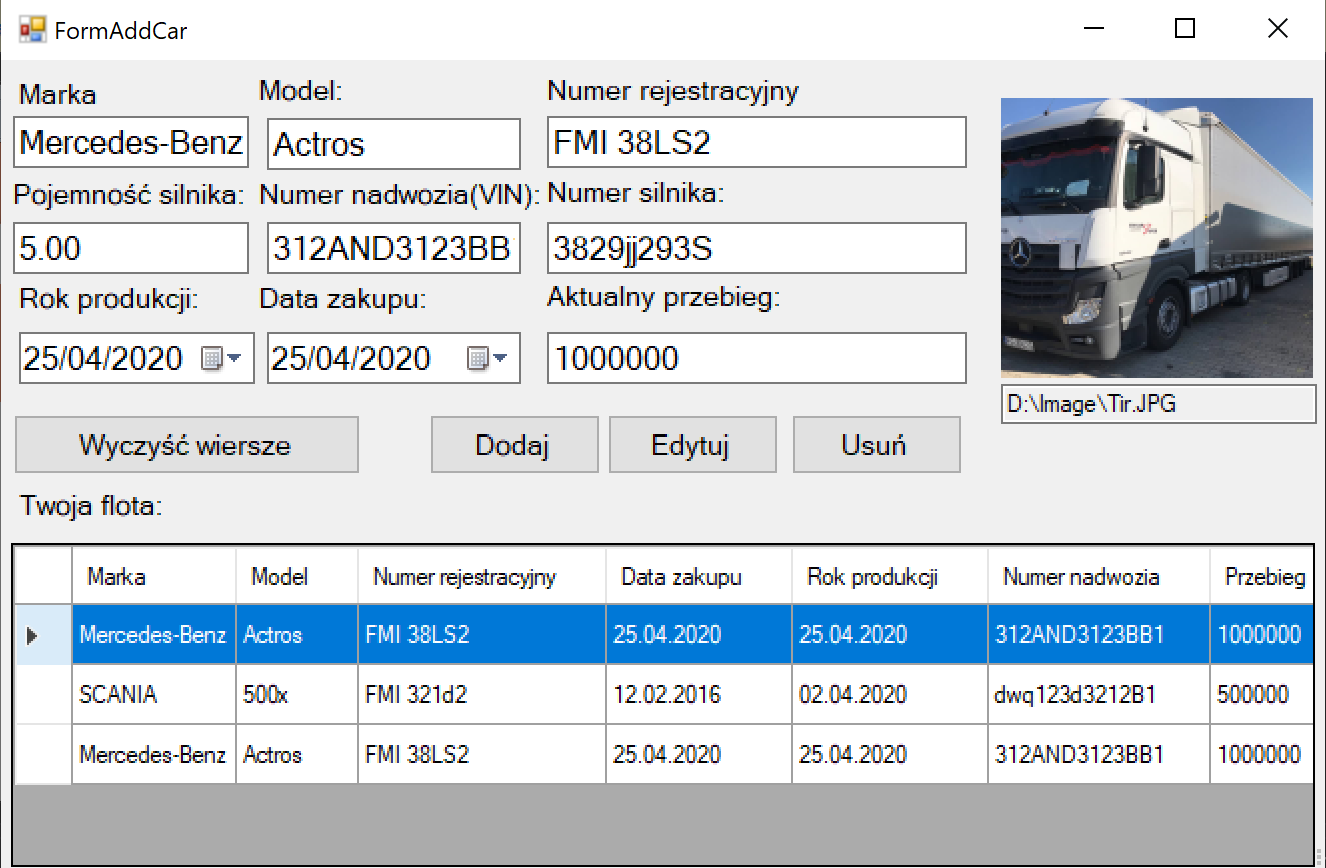 FormAddCar
Marka Model: Numer rejestracyjny
Mercedes-Benz Actros FMI 38LS2
Pojemność silnika: Numer nadwozia(VIN): Numer silnika:
5.00 312AND3123BB 3829jj293S
Rok produkcji: Data zakupu: Aktualny przebieg:
25/04/2020 25/04/2020 1000000
D:\Image\Tir.JPG
Wyczyść wiersze Dodaj Edytuj Usuń
Twoja flota:
Marka Model Numer rejestracyjny Data zakupu Rok produkcji Numer nadwozia Przebieg
Mercedes-Benz Actros FMI 38LS2 25.04.2020 25.04.2020 312AND3123BB1 1000000
SCANIA 500x FMI 321d2 12.02.2016 02.04.2020 dwq123d3212B1 500000
Mercedes-Benz Actros FMI 38LS2 25.04.2020 25.04.2020 312AND3123BB1 1000000